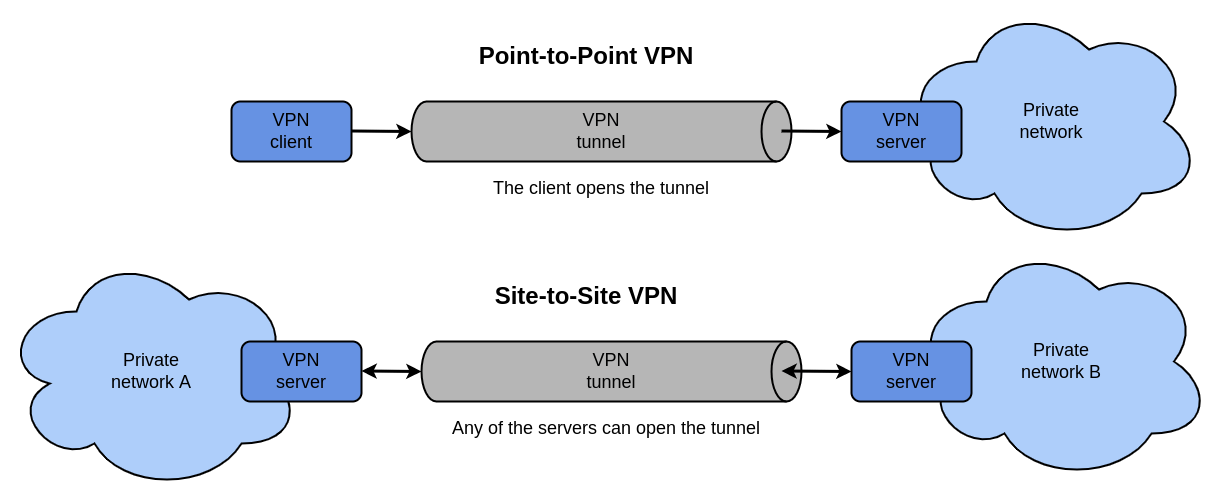 Point-to-Point VPN
VPN
client
VPN
tunnel
VPN
server
Private
network
The client opens the tunnel
Site-to-Site VPN
Private
network A
VPN
server
VPN
tunnel
VPN
server
Private
network B
Any of the servers can open the tunnel